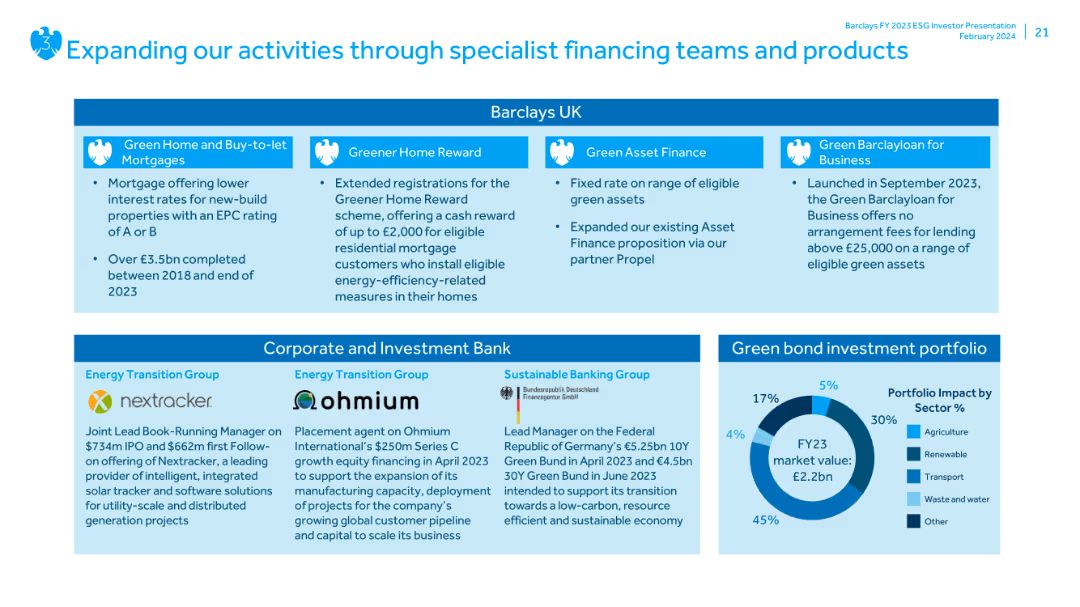 Barclays FY 2023 ESG Investor Presentation
February 2024
21
3
Expanding our activities through specialist financing teams and products
Barclays UK
Green Home and Buy-to-let
Mortgages
• Mortgage offering lower
interest rates for new-build
properties with an EPC rating
of A or B
• Over £3.5bn completed
between 2018 and end of
2023
Greener Home Reward
• Extended registrations for the
Greener Home Reward
scheme, offering a cash reward
of up to £2,000 for eligible
residential mortgage
customers who install eligible
energy-efficiency-related
measures in their homes
Green Asset Finance
• Fixed rate on range of eligible
green assets
• Expanded our existing Asset
Finance proposition via our
partner Propel
Green Barclayloan for
Business
• Launched in September 2023,
the Green Barclayloan for
Business offers no
arrangement fees for lending
above £25,000 on a range of
eligible green assets
Corporate and Investment Bank
Energy Transition Group
nextracker
Joint Lead Book-Running Manager on
$734m IPO and $662m first Follow-
on offering of Nextracker, a leading
provider of intelligent, integrated
solar tracker and software solutions
for utility-scale and distributed
generation projects
Energy Transition Group
ohmium
Placement agent on Ohmium
International's $250m Series C
growth equity financing in April 2023
to support the expansion of its
manufacturing capacity, deployment
of projects for the company's
growing global customer pipeline
and capital to scale its business
Sustainable Banking Group
Bundesrepublik Deutschland
Finanzagentur GmbH
Lead Manager on the Federal
Republic of Germany's €5.25bn 10Y
Green Bund in April 2023 and €4.5bn
30Y Green Bund in June 2023
intended to support its transition
towards a low-carbon, resource
efficient and sustainable economy
Green bond investment portfolio
5%
30%
45%
4%
17%
FY23
market value:
£2.2bn
Portfolio Impact by
Sector %
Agriculture
Renewable
Transport
Waste and water
Other